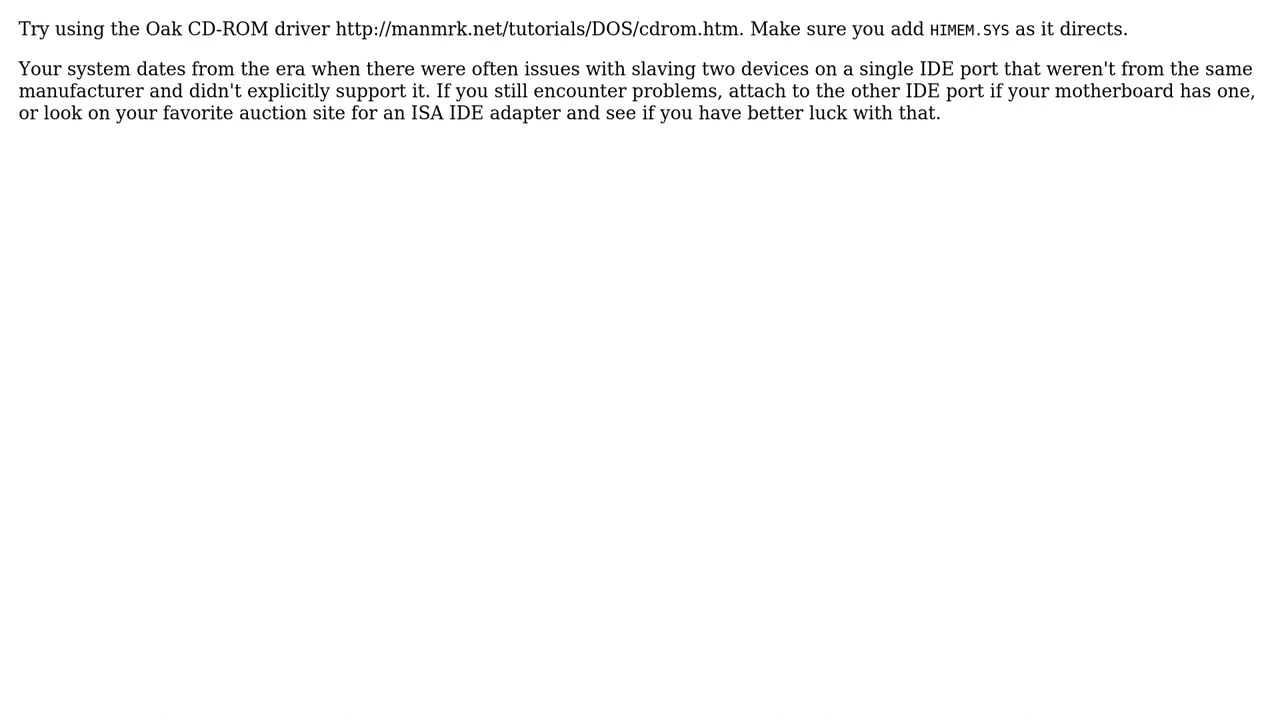 Try using the Oak CD-ROM driver http://manmrk.net/tutorials/DOS/cdrom.htm. Make sure you add HIMEM.SYS as it directs.
Your system dates from the era when there were often issues with slaving two devices on a single IDE port that weren't from the same
manufacturer and didn't explicitly support it. If you still encounter problems, attach to the other IDE port if your motherboard has one,
or look on your favorite auction site for an ISA IDE adapter and see if you have better luck with that.